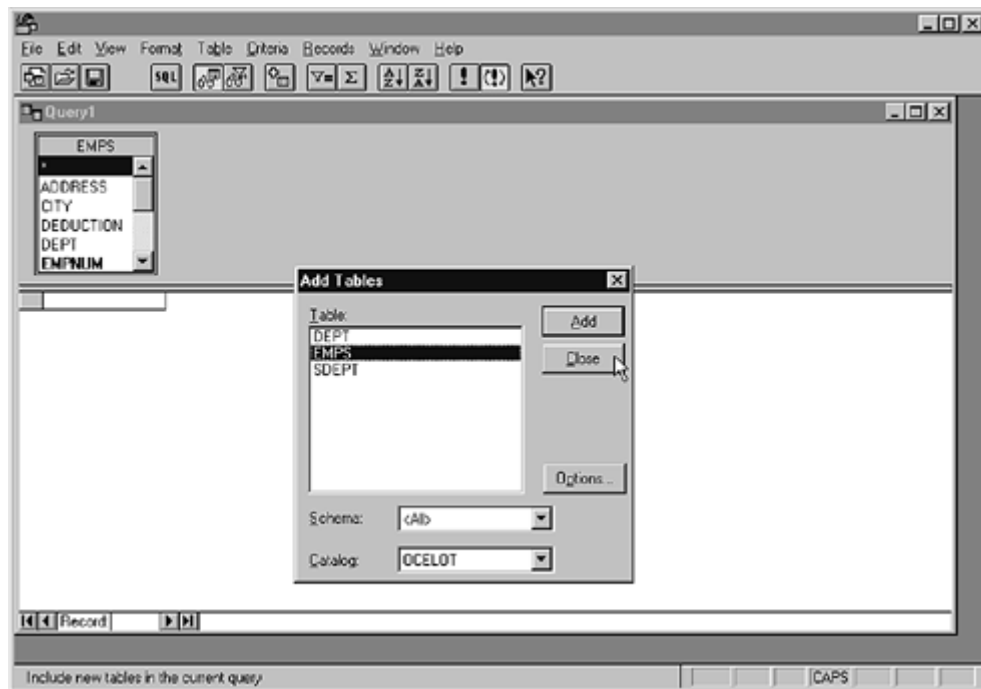 File Edit View Format Table Criteria Records Window Help
SQL
Query1
EMPS
*
ADDRESS
CITY
DEDUCTION
DEPT
EMPNUM
Add Tables
Table:
DEPT
EMPS
SDEPT
Add
Close
Options...
Schema:
<All>
Catalog:
OCELOT
Record
Include new tables in the current query
CAPS